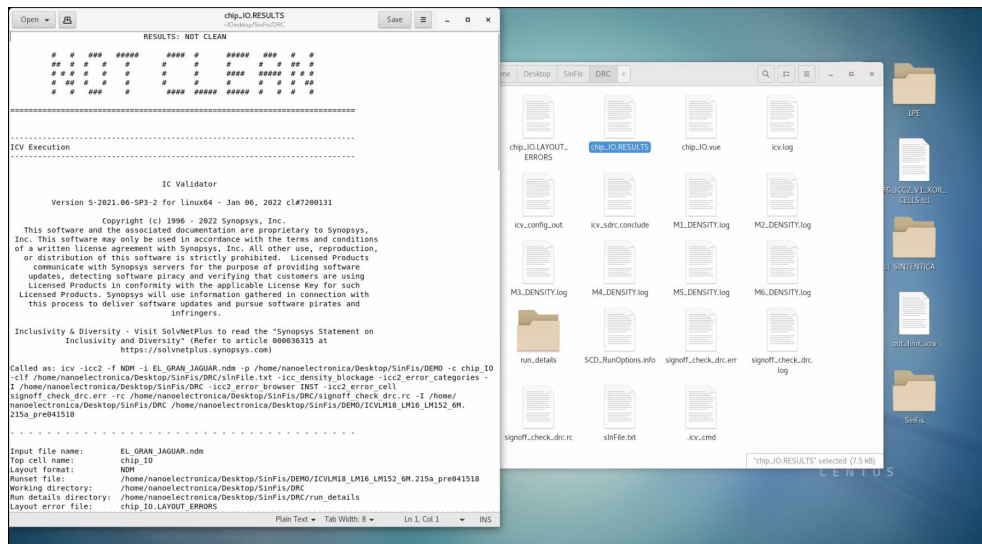 Open
chip_IO.RESULTS
~/Desktop/SinFis/DRC
Save
RESULTS: NOT CLEAN
# # ### ##### #### # ##### ### # #
## # # # # # # # # # ## #
# # # # # # # # #### ##### # # #
# ## # # # # # # # # # ##
# # ### # #### ##### ##### # # # #
==========================================================================
--------------------------------------------------------------------------
ICV Execution
--------------------------------------------------------------------------
IC Validator
Version S-2021.06-SP3-2 for linux64 - Jan 06, 2022 cl#7200131
Copyright (c) 1996 - 2022 Synopsys, Inc.
This software and the associated documentation are proprietary to Synopsys,
Inc. This software may only be used in accordance with the terms and conditions
of a written license agreement with Synopsys, Inc. All other use, reproduction,
or distribution of this software is strictly prohibited. Licensed Products
communicate with Synopsys servers for the purpose of providing software
updates, detecting software piracy and verifying that customers are using
Licensed Products in conformity with the applicable License Key for such
Licensed Products. Synopsys will use information gathered in connection with
this process to deliver software updates and pursue software pirates and
infringers.
Inclusivity & Diversity - Visit SolvNetPlus to read the "Synopsys Statement on
Inclusivity and Diversity" (Refer to article 000036315 at
https://solvnetplus.synopsys.com)
Called as: icv -icc2 -f NDM -i EL_GRAN_JAGUAR.ndm -p /home/nanoelectronica/Desktop/SinFis/DEMO -c chip_IO
-clf /home/nanoelectronica/Desktop/SinFis/DRC/slnFile.txt -icc_density_blockage -icc2_error_categories -
I /home/nanoelectronica/Desktop/SinFis/DRC -icc2_error_browser INST -icc2_error_cell
signoff_check_drc.err -rc /home/nanoelectronica/Desktop/SinFis/DRC/signoff_check_drc.rc -I /home/
nanoelectronica/Desktop/SinFis/DRC /home/nanoelectronica/Desktop/SinFis/DEMO/ICVLM18_LM16_LM152_6M.
215a_pre041518
- - - - - - - - - - - - - - - - - - - - - - - - - - - - - - - - - - - - -
Input file name: EL_GRAN_JAGUAR.ndm
Top cell name: chip_IO
Layout format: NDM
Runset file: /home/nanoelectronica/Desktop/SinFis/DEMO/ICVLM18_LM16_LM152_6M.215a_pre041518
Working directory: /home/nanoelectronica/Desktop/SinFis/DRC
Run details directory: /home/nanoelectronica/Desktop/SinFis/DRC/run_details
Layout error file: chip_IO.LAYOUT_ERRORS
Plain Text Tab Width: 8 Ln 1, Col 1 INS
me Desktop SinFis DRC
chip_IO.LAYOUT_
ERRORS
chip_IO.RESULTS
chip_IO.vue
icv.log
icv_config_out
icv_sdrc.conclude
M1_DENSITY.log
M2_DENSITY.log
M3_DENSITY.log
M4_DENSITY.log
M5_DENSITY.log
M6_DENSITY.log
run_details
SCD_RunOptions.info
signoff_check_drc.err
signoff_check_drc.
log
signoff_check_drc.rc
slnFile.txt
.icv_cmd
"chip_IO.RESULTS" selected (7.5 kB)
LPE
CELLS.tcl
SINTENTICA
SinFis
CENTOS